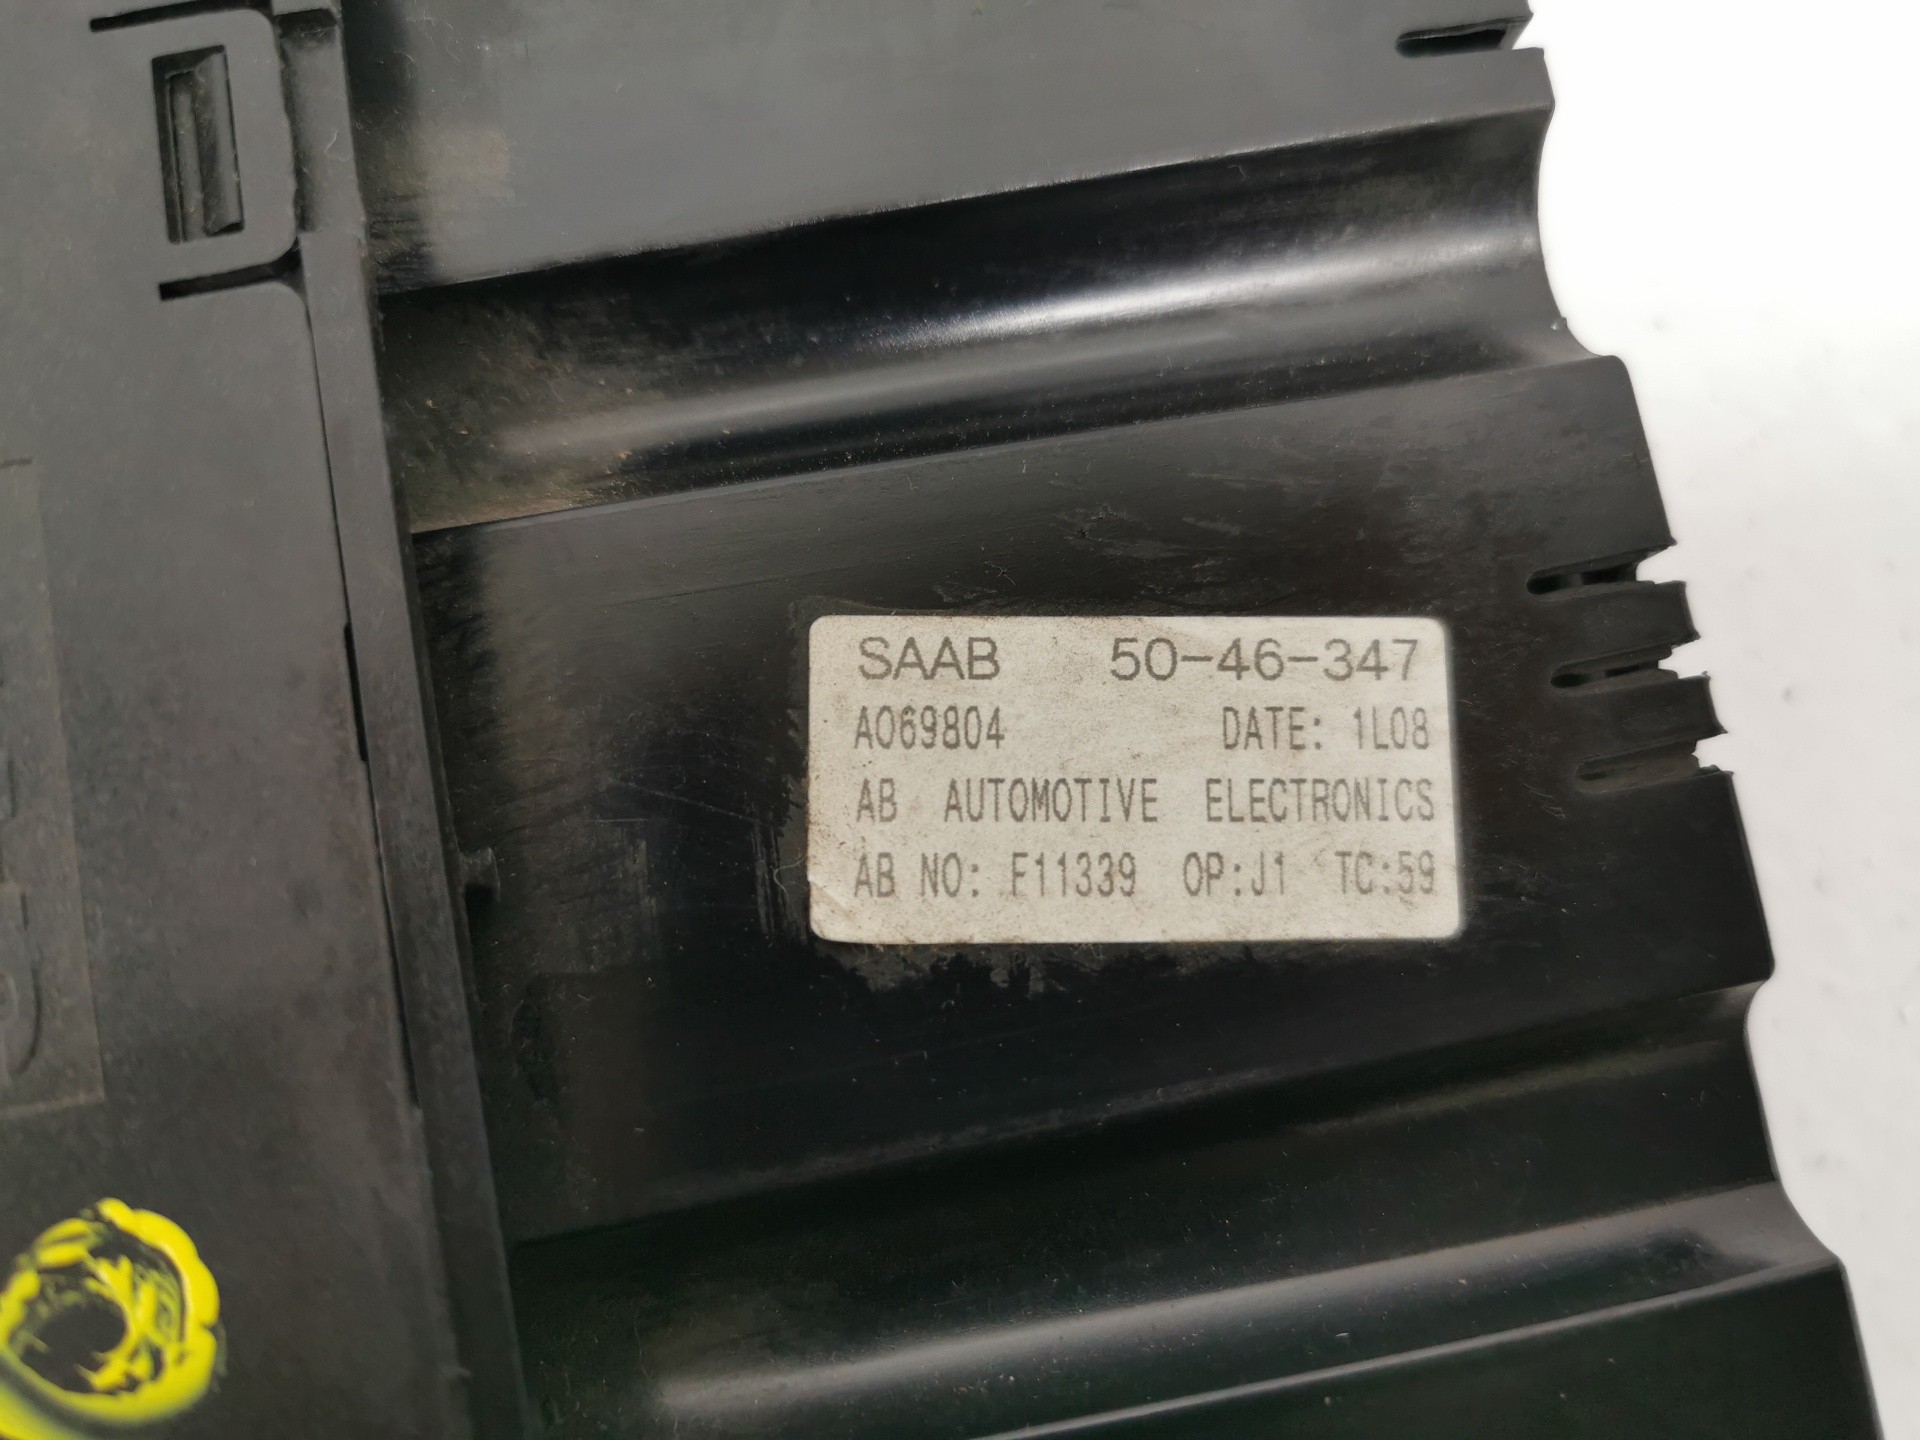 SAAB 50-46-347
A069804 DATE: 1L08
AB AUTOMOTIVE ELECTRONICS
AB NO: F11339 OP:J1 TC:59